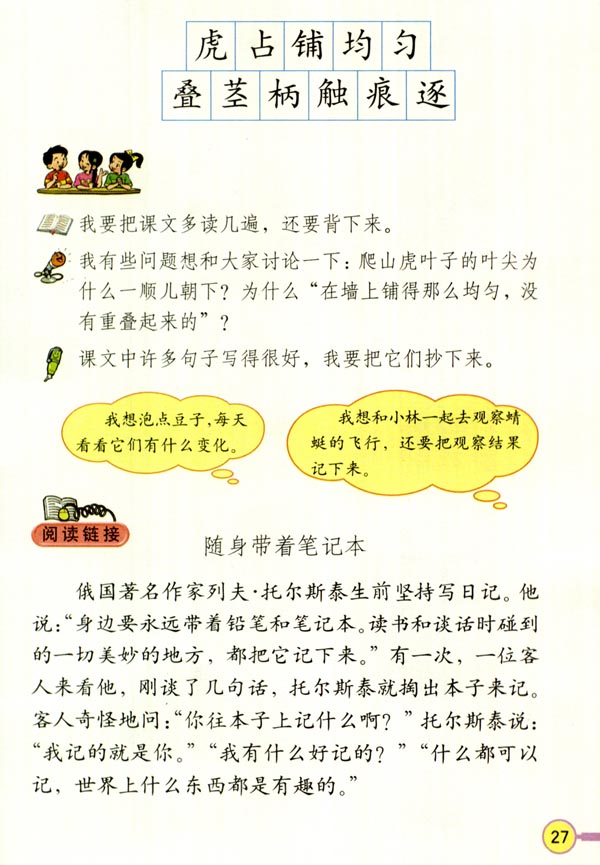 虎占铺均匀
叠茎柄触痕逐
我要把课文多读几遍，还要背下来。
我有些问题想和大家讨论一下：爬山虎叶子的叶尖为
什么一顺儿朝下？为什么“在墙上铺得那么均匀，没
有重叠起来的”？
课文中许多句子写得很好，我要把它们抄下来。
我想泡点豆子，每天
看看它们有什么变化。
我想和小林一起去观察蜻
蜓的飞行，还要把观察结果
记下来。
阅读链接
随身带着笔记本
俄国著名作家列夫·托尔斯泰生前坚持写日记。他
说：“身边要永远带着铅笔和笔记本。读书和谈话时碰到
的一切美妙的地方，都把它记下来。”有一次，一位客
人来看他，刚谈了几句话，托尔斯泰就掏出本子来记。
客人奇怪地问：“你往本子上记什么啊？”托尔斯泰说：
“我记的就是你。”“我有什么好记的？”“什么都可以
记，世界上什么东西都是有趣的。”
27